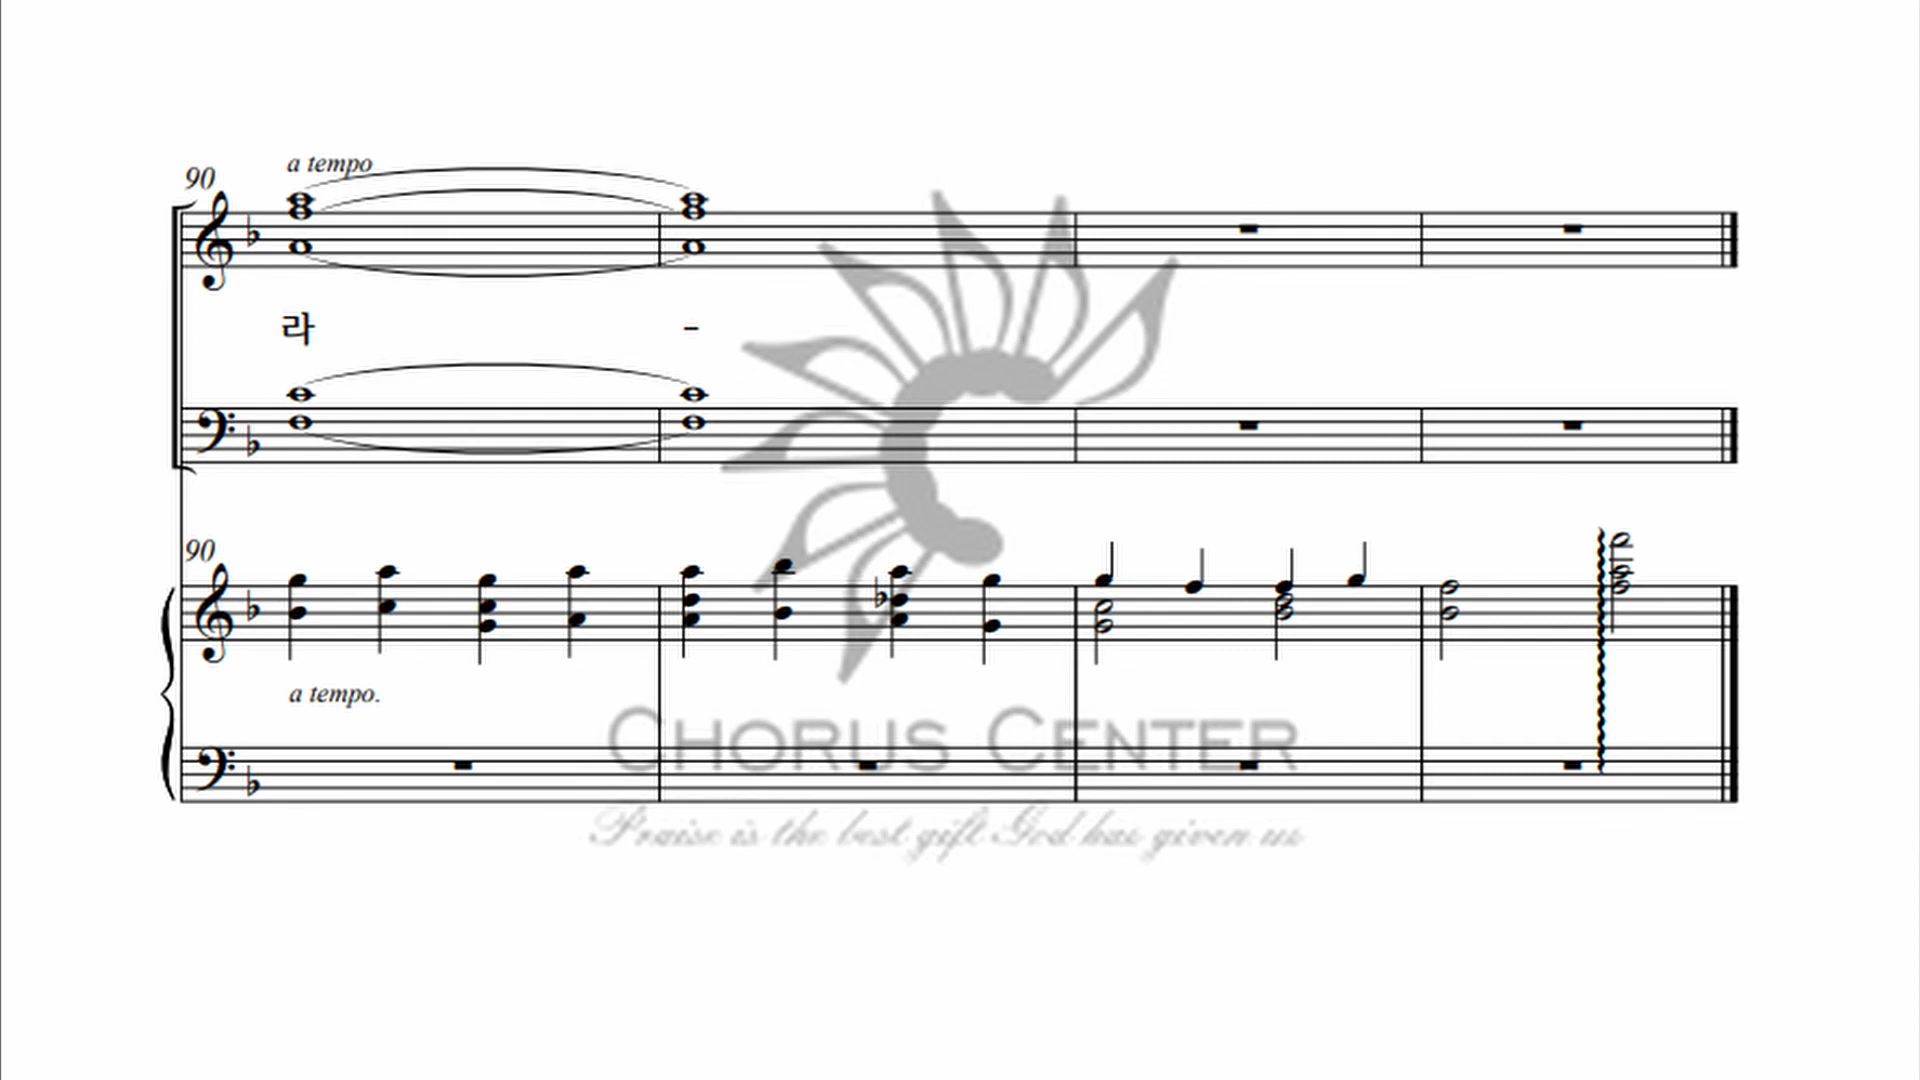 90
a tempo
라 -
90
a tempo.
CHORUS CENTER
Praise is the best gift God has given us